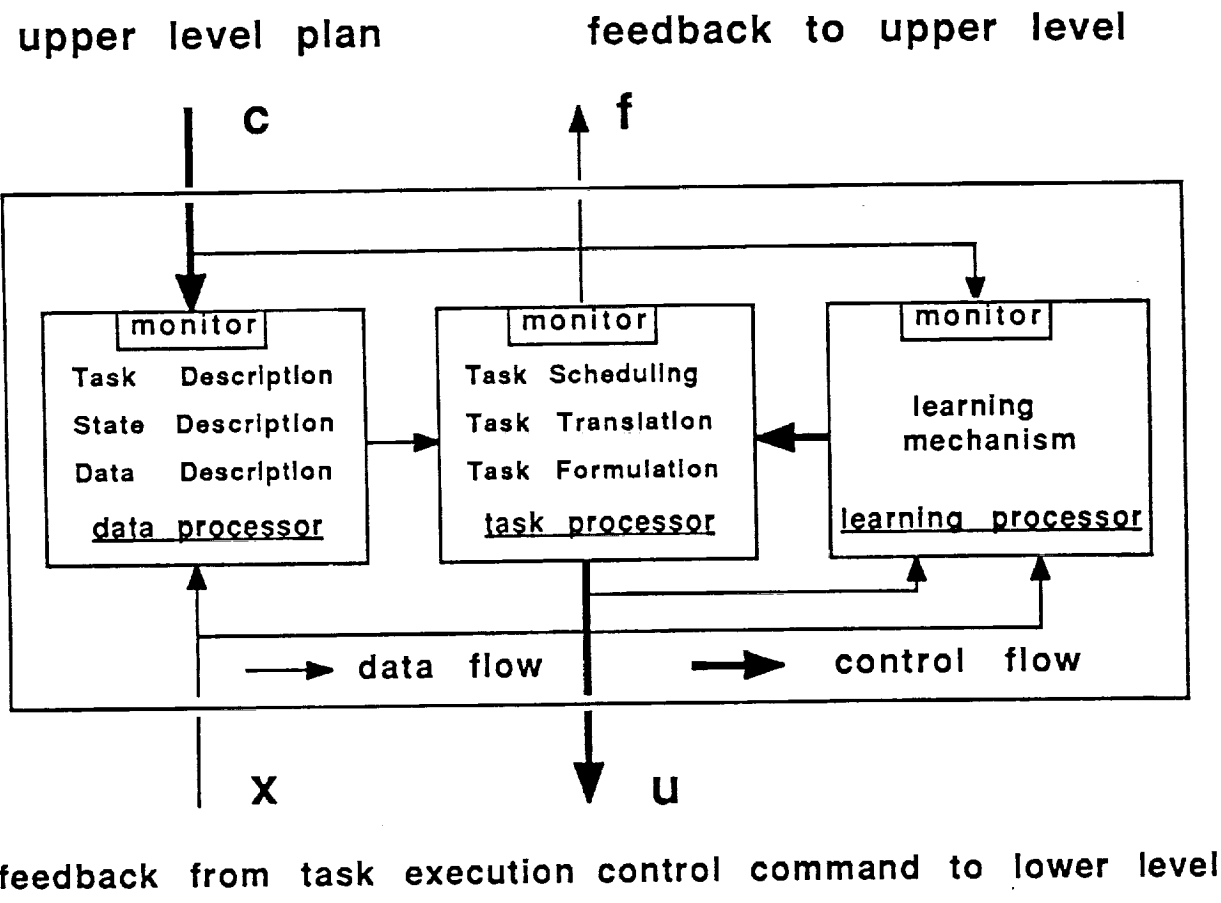 upper level plan
feedback to upper level
c
f
monitor
Task Description
State Description
Data Description
data processor
monitor
Task Scheduling
Task Translation
Task Formulation
task processor
monitor
learning
mechanism
learning processor
data flow
control flow
x
u
feedback from task execution
control command to lower level